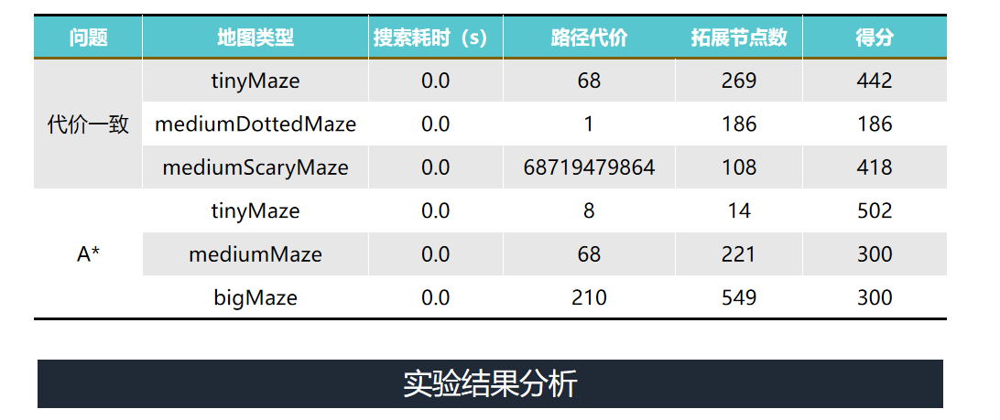 问题 地图类型 搜索耗时（s） 路径代价 拓展节点数 得分
tinyMaze 0.0 68 269 442
代价一致 mediumDottedMaze 0.0 1 186 186
mediumScaryMaze 0.0 68719479864 108 418
tinyMaze 0.0 8 14 502
A* mediumMaze 0.0 68 221 300
bigMaze 0.0 210 549 300
实验结果分析